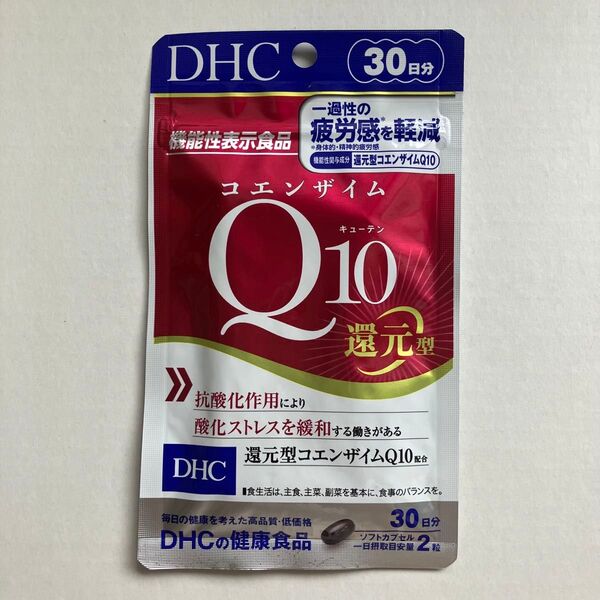 DHC
30日分
一過性の
疲労感※を軽減
※身体的・精神的疲労感
機能性関与成分 還元型コエンザイムQ10
機能性表示食品
コエンザイム
キューテン
Q10
還元型
抗酸化作用により
酸化ストレスを緩和する働きがある
DHC
還元型コエンザイムQ10配合
■食生活は、主食、主菜、副菜を基本に、食事のバランスを。
毎日の健康を考えた高品質・低価格
DHCの健康食品
30日分
ソフトカプセル
一日摂取目安量2粒